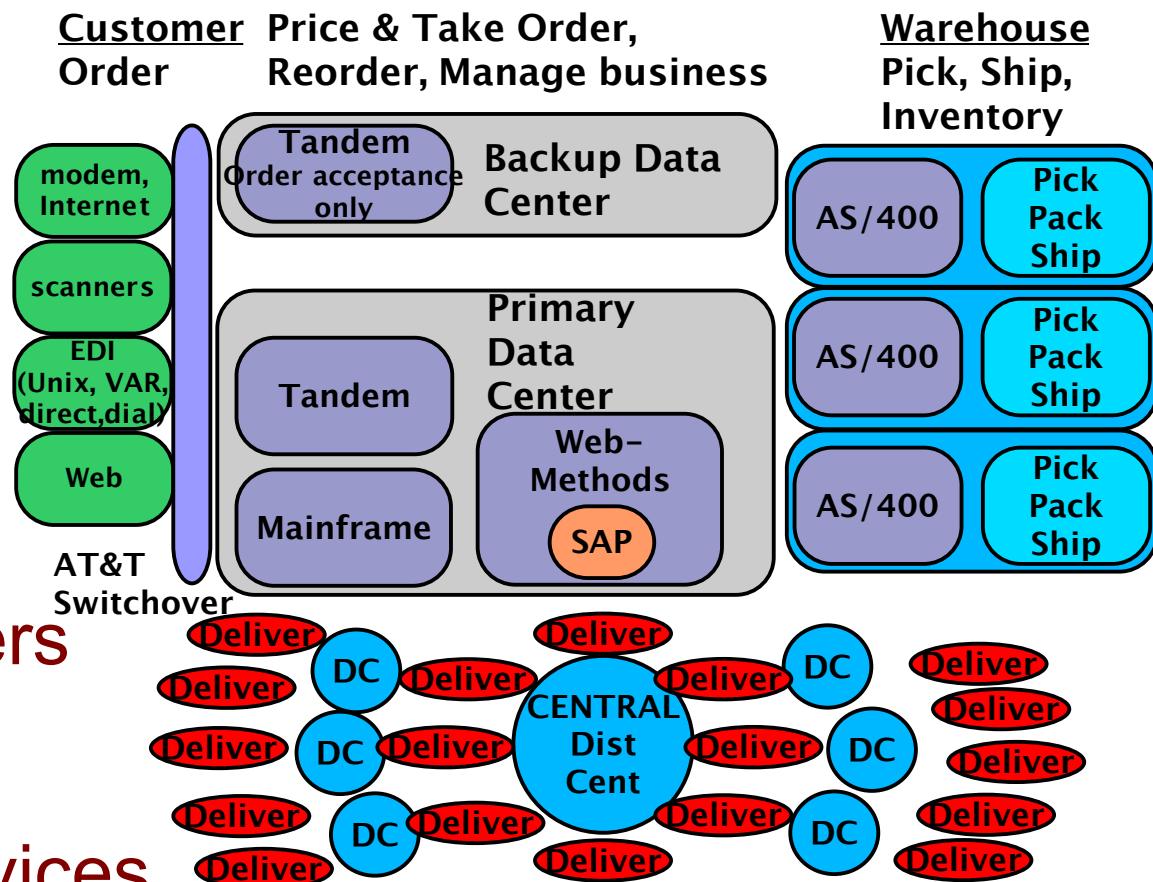 Customer
Order
Price & Take Order,
Reorder, Manage business
Warehouse
Pick, Ship,
Inventory
modem,
Internet
scanners
EDI
(Unix, VAR,
direct,dial)
Web
AT&T
Switchover
Tandem
Order acceptance
only
Backup Data
Center
Primary
Data
Center
Tandem
Mainframe
Web-
Methods
SAP
AS/400
Pick
Pack
Ship
AS/400
Pick
Pack
Ship
AS/400
Pick
Pack
Ship
ers
vices
Deliver
Deliver
Deliver
Deliver
Deliver
DC
DC
DC
Deliver
Deliver
Deliver
Deliver
CENTRAL
Dist
Cent
Deliver
Deliver
Deliver
Deliver
DC
DC
DC
Deliver
Deliver
Deliver
Deliver
Deliver